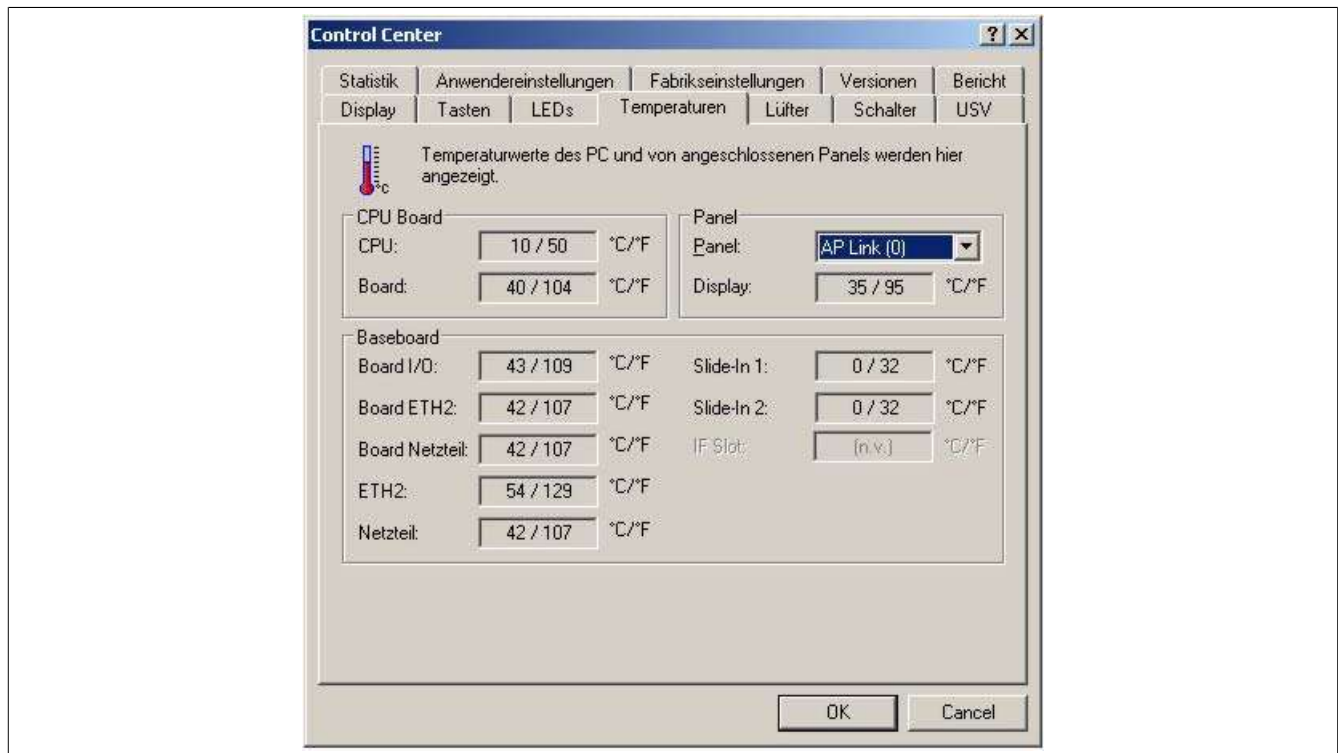 Control Center
Statistik Anwendereinstellungen Fabrikseinstellungen Versionen Bericht
Display Tasten LEDs Temperaturen Lüfter Schalter USV
Temperaturwerte des PC und von angeschlossenen Panels werden hier
angezeigt.
°C
CPU Board
CPU: 10 / 50 °C/°F
Board: 40 / 104 °C/°F
Panel
Panel: AP Link (0)
Display: 35 / 95 °C/°F
Baseboard
Board I/O: 43 / 109 °C/°F Slide-In 1: 0 / 32 °C/°F
Board ETH2: 42 / 107 °C/°F Slide-In 2: 0 / 32 °C/°F
Board Netzteil: 42 / 107 °C/°F IF Slot: (n.v.) °C/°F
ETH2: 54 / 129 °C/°F
Netzteil: 42 / 107 °C/°F
OK Cancel